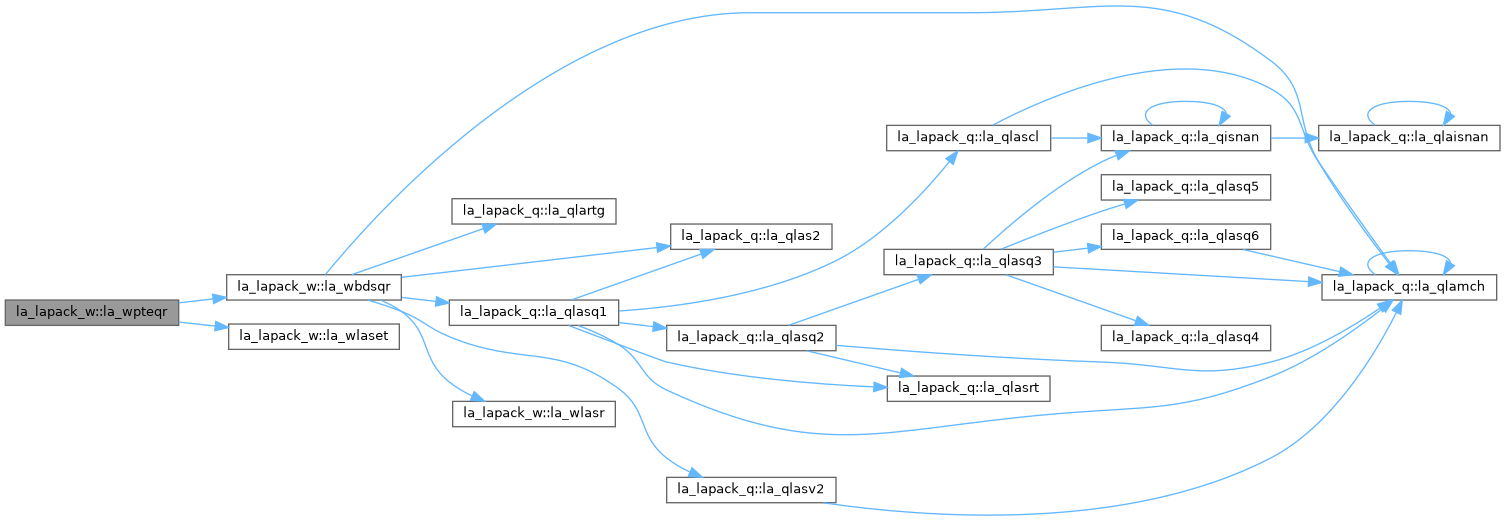 la_lapack_w::la_wpteqr
la_lapack_w::la_wbdsqr
la_lapack_w::la_wlaset
la_lapack_q::la_qlartg
la_lapack_q::la_qlasq1
la_lapack_w::la_wlasr
la_lapack_q::la_qlas2
la_lapack_q::la_qlasq2
la_lapack_q::la_qlasv2
la_lapack_q::la_qlascl
la_lapack_q::la_qlasq3
la_lapack_q::la_qlasrt
la_lapack_q::la_qisnan
la_lapack_q::la_qlasq5
la_lapack_q::la_qlasq6
la_lapack_q::la_qlasq4
la_lapack_q::la_qlaisnan
la_lapack_q::la_qlamch